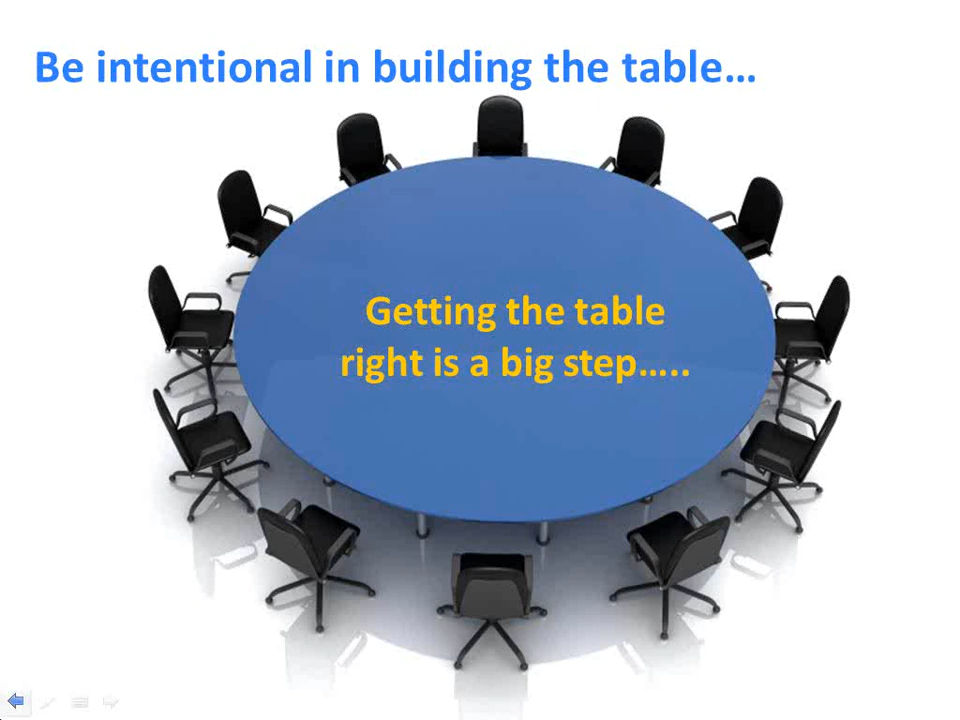 Be intentional in building the table…
Getting the table
right is a big step…..